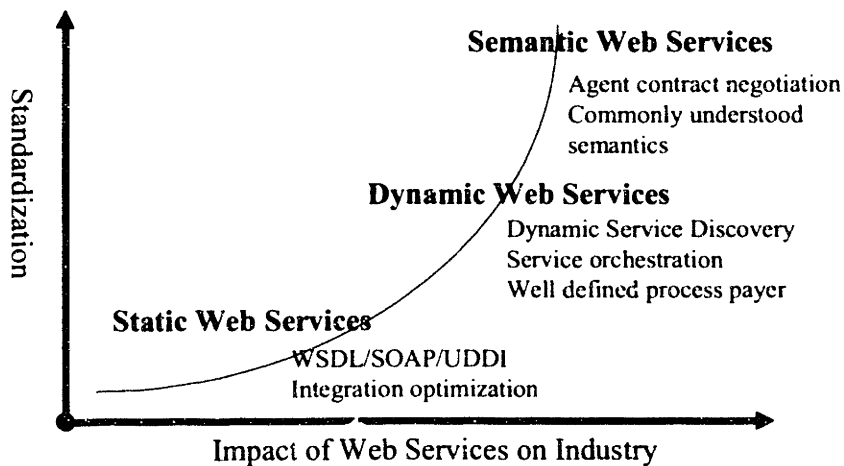 Semantic Web Services
Agent contract negotiation
Commonly understood
semantics
Standardization
Dynamic Web Services
Dynamic Service Discovery
Service orchestration
Well defined process payer
Static Web Services
WSDL/SOAP/UDDI
Integration optimization
Impact of Web Services on Industry